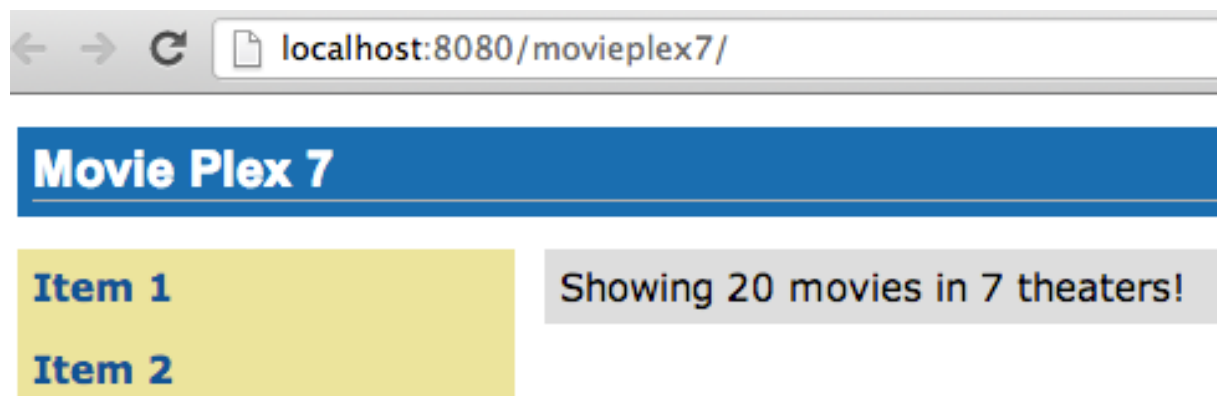 localhost:8080/movieplex7/
Movie Plex 7
Item 1
Item 2
Showing 20 movies in 7 theaters!